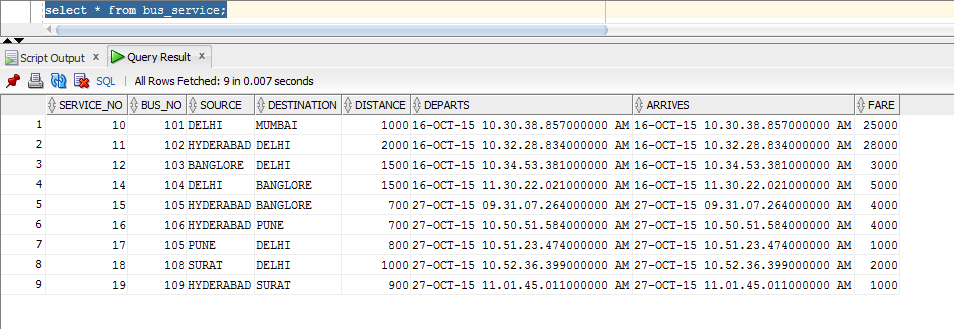 select * from bus_service;
Script Output x Query Result x
SQL | All Rows Fetched: 9 in 0.007 seconds
SERVICE_NO BUS_NO SOURCE DESTINATION DISTANCE DEPARTS ARRIVES FARE
1 10 101 DELHI MUMBAI 1000 16-OCT-15 10.30.38.857000000 AM 16-OCT-15 10.30.38.857000000 AM 25000
2 11 102 HYDERABAD DELHI 2000 16-OCT-15 10.32.28.834000000 AM 16-OCT-15 10.32.28.834000000 AM 28000
3 12 103 BANGLORE DELHI 1500 16-OCT-15 10.34.53.381000000 AM 16-OCT-15 10.34.53.381000000 AM 3000
4 14 104 DELHI BANGLORE 1500 16-OCT-15 11.30.22.021000000 AM 16-OCT-15 11.30.22.021000000 AM 5000
5 15 105 HYDERABAD BANGLORE 700 27-OCT-15 09.31.07.264000000 AM 27-OCT-15 09.31.07.264000000 AM 4000
6 16 106 HYDERABAD PUNE 700 27-OCT-15 10.50.51.584000000 AM 27-OCT-15 10.50.51.584000000 AM 4000
7 17 105 PUNE DELHI 800 27-OCT-15 10.51.23.474000000 AM 27-OCT-15 10.51.23.474000000 AM 1000
8 18 108 SURAT DELHI 1000 27-OCT-15 10.52.36.399000000 AM 27-OCT-15 10.52.36.399000000 AM 2000
9 19 109 HYDERABAD SURAT 900 27-OCT-15 11.01.45.011000000 AM 27-OCT-15 11.01.45.011000000 AM 1000